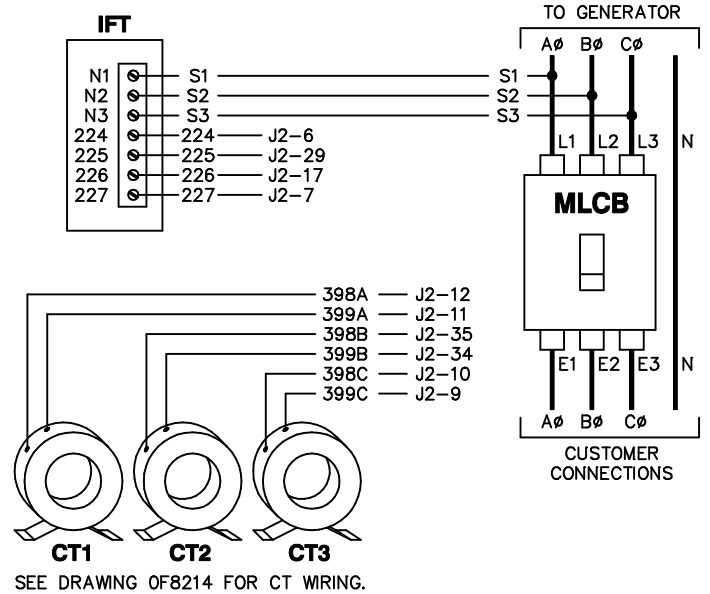 IFT
TO GENERATOR
AØ BØ CØ
N1 S1 S1
N2 S2 S2
N3 S3 S3
224 224 J2-6
225 225 J2-29
226 226 J2-17
227 227 J2-7
L1 L2 L3 N
MLCB
398A J2-12
399A J2-11
398B J2-35
399B J2-34
398C J2-10
399C J2-9
E1 E2 E3 N
AØ BØ CØ
CUSTOMER
CONNECTIONS
CT1 CT2 CT3
SEE DRAWING 0F8214 FOR CT WIRING.